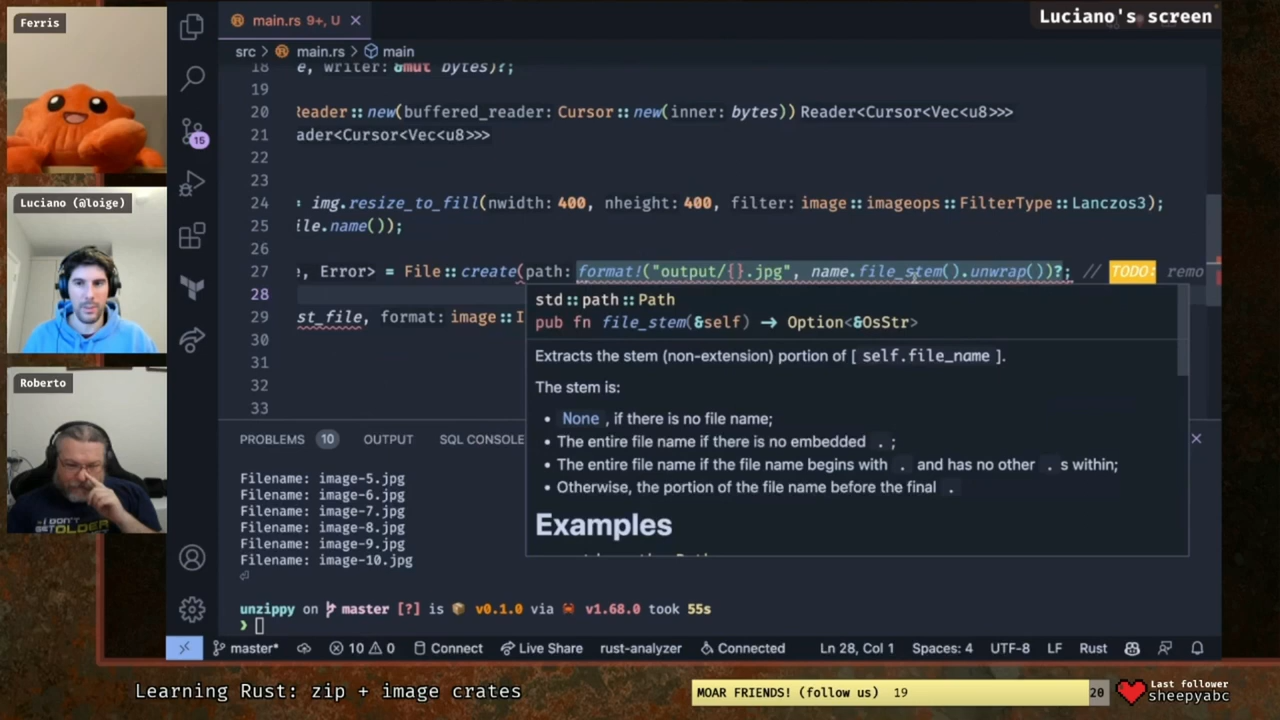 Ferris
Luciano (@loige)
Roberto
Luciano's screen
main.rs 9+, U
src > main.rs > main
18 e, writer: &mut bytes)?;
19
20 Reader::new(buffered_reader: Cursor::new(inner: bytes)) Reader<Cursor<Vec<u8>>>
21 ader<Cursor<Vec<u8>>>
22
23
24 : img.resize_to_fill(nwidth: 400, nheight: 400, filter: image::imageops::FilterType::Lanczos3);
25 ile.name());
26
27 e, Error> = File::create(path: format!("output/{}.jpg", name.file_stem().unwrap())?; // TODO: remo
28
29 st_file, format: image::I
30
31
32
33
std::path::Path
pub fn file_stem(&self) → Option<&OsStr>
Extracts the stem (non-extension) portion of [ self.file_name ].
The stem is:
• None , if there is no file name;
• The entire file name if there is no embedded . ;
• The entire file name if the file name begins with . and has no other . s within;
• Otherwise, the portion of the file name before the final .
Examples
PROBLEMS 10 OUTPUT SQL CONSOLE
Filename: image-5.jpg
Filename: image-6.jpg
Filename: image-7.jpg
Filename: image-8.jpg
Filename: image-9.jpg
Filename: image-10.jpg
unzippy on master [?] is v0.1.0 via v1.68.0 took 55s
❯
15
master* 10 0 Connect Live Share rust-analyzer Connected Ln 28, Col 1 Spaces: 4 UTF-8 LF Rust
Learning Rust: zip + image crates
MOAR FRIENDS! (follow us) 19 20
Last follower
sheepyabc